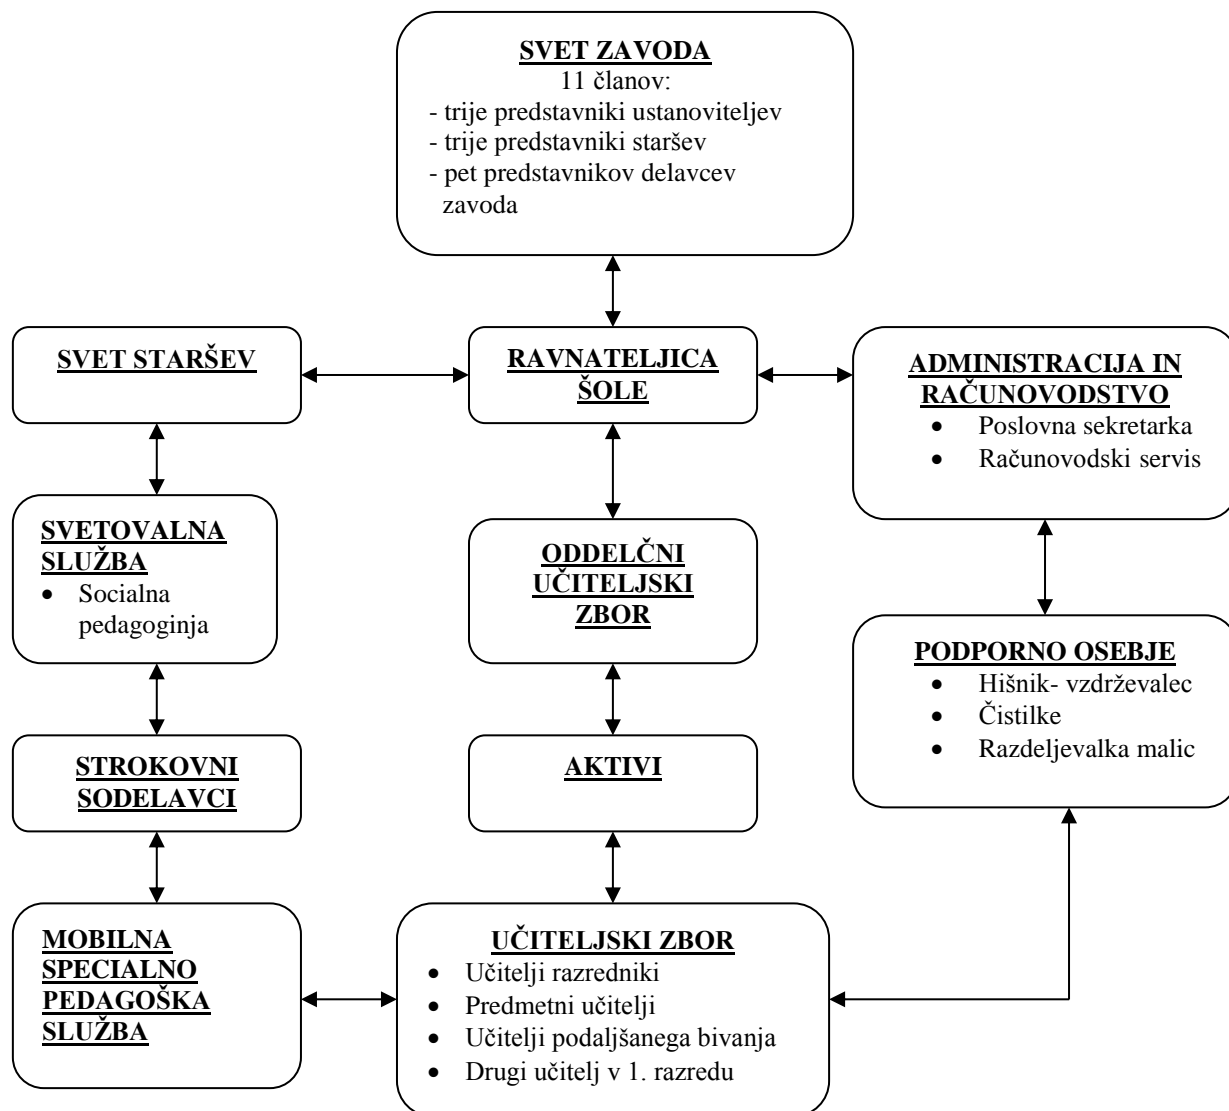 SVET ZAVODA
11 članov:
- trije predstavniki ustanoviteljev
- trije predstavniki staršev
- pet predstavnikov delavcev
zavoda
SVET STARŠEV
RAVNATELJICA
ŠOLE
ADMINISTRACIJA IN
RAČUNOVODSTVO
• Poslovna sekretarka
• Računovodski servis
SVETOVALNA
SLUŽBA
• Socialna
pedagoginja
ODDELČNI
UČITELJSKI
ZBOR
PODPORNO OSEBJE
• Hišnik- vzdrževalec
• Čistilke
• Razdeljevalka malic
STROKOVNI
SODELAVCI
AKTIVI
MOBILNA
SPECIALNO
PEDAGOŠKA
SLUŽBA
UČITELJSKI ZBOR
• Učitelji razredniki
• Predmetni učitelji
• Učitelji podaljšanega bivanja
• Drugi učitelj v 1. razredu